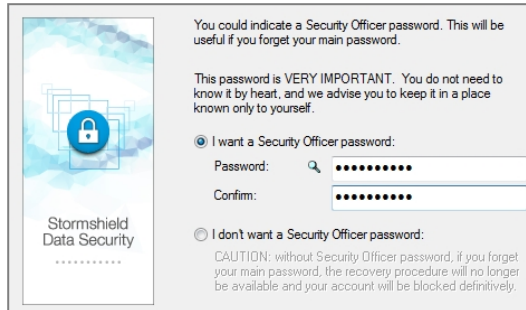 You could indicate a Security Officer password. This will be
useful if you forget your main password.
This password is VERY IMPORTANT. You do not need to
know it by heart, and we advise you to keep it in a place
known only to yourself.
I want a Security Officer password:
Password: ●●●●●●●●●●
Confirm: ●●●●●●●●●●
I don't want a Security Officer password:
CAUTION: without Security Officer password, if you forget
your main password, the recovery procedure will no longer
be available and your account will be blocked definitively.
Stormshield
Data Security